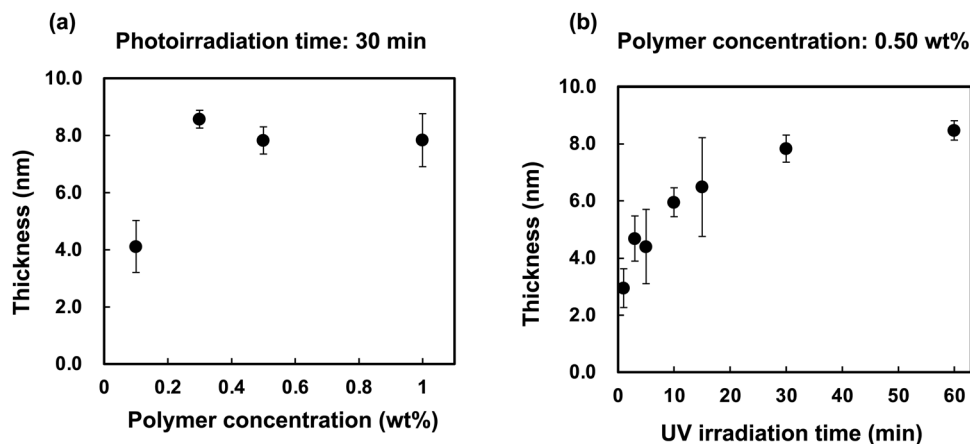 (a)
Photoirradiation time: 30 min
10.0
8.0
6.0
4.0
2.0
0.0
Thickness (nm)
0 0.2 0.4 0.6 0.8 1
Polymer concentration (wt%)
(b)
Polymer concentration: 0.50 wt%
10.0
8.0
6.0
4.0
2.0
0.0
Thickness (nm)
0 10 20 30 40 50 60
UV irradiation time (min)